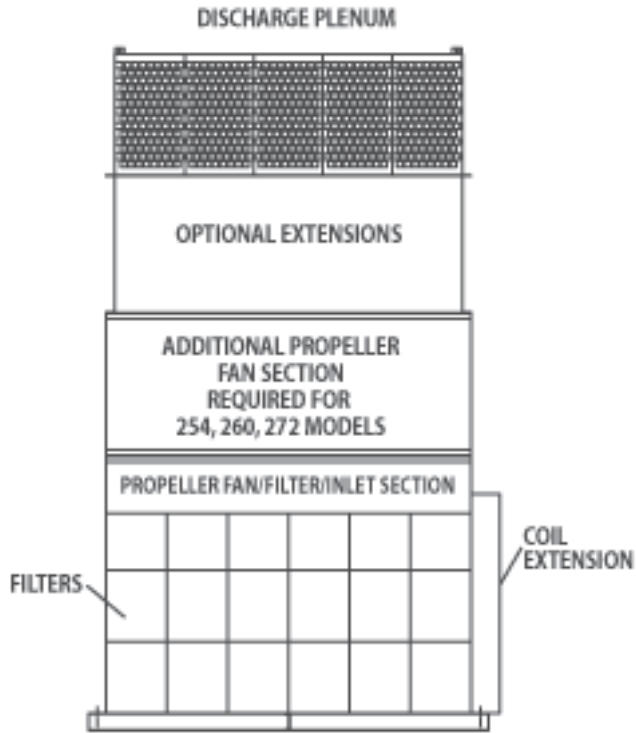 DISCHARGE PLENUM
OPTIONAL EXTENSIONS
ADDITIONAL PROPELLER
FAN SECTION
REQUIRED FOR
254, 260, 272 MODELS
PROPELLER FAN/FILTER/INLET SECTION
COIL
EXTENSION
FILTERS